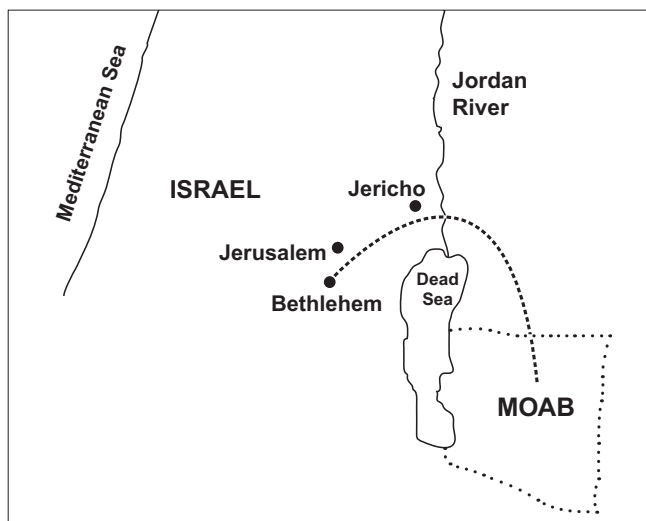 Mediterranean Sea
Jordan
River
ISRAEL
Jericho
Jerusalem
Bethlehem
Dead
Sea
MOAB